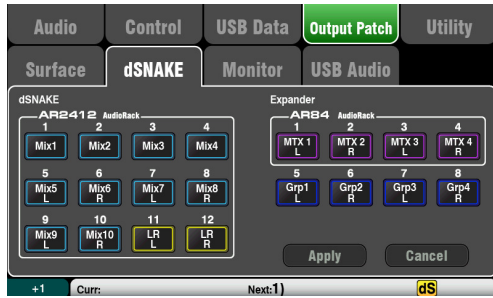 Audio Control USB Data Output Patch Utility
Surface dSNAKE Monitor USB Audio
dSNAKE Expander
AR2412 AudioRack AR84 AudioRack
1 2 3 4 1 2 3 4
Mix1 Mix2 Mix3 Mix4 MTX 1 MTX 2 MTX 3 MTX 4
L R L R
5 6 7 8 5 6 7 8
Mix5 Mix6 Mix7 Mix8 Grp1 Grp2 Grp3 Grp4
L R L R L R L R
9 10 11 12
Mix9 Mix10 LR LR
L R L R
Apply Cancel
+1 Curr: Next:1) dS